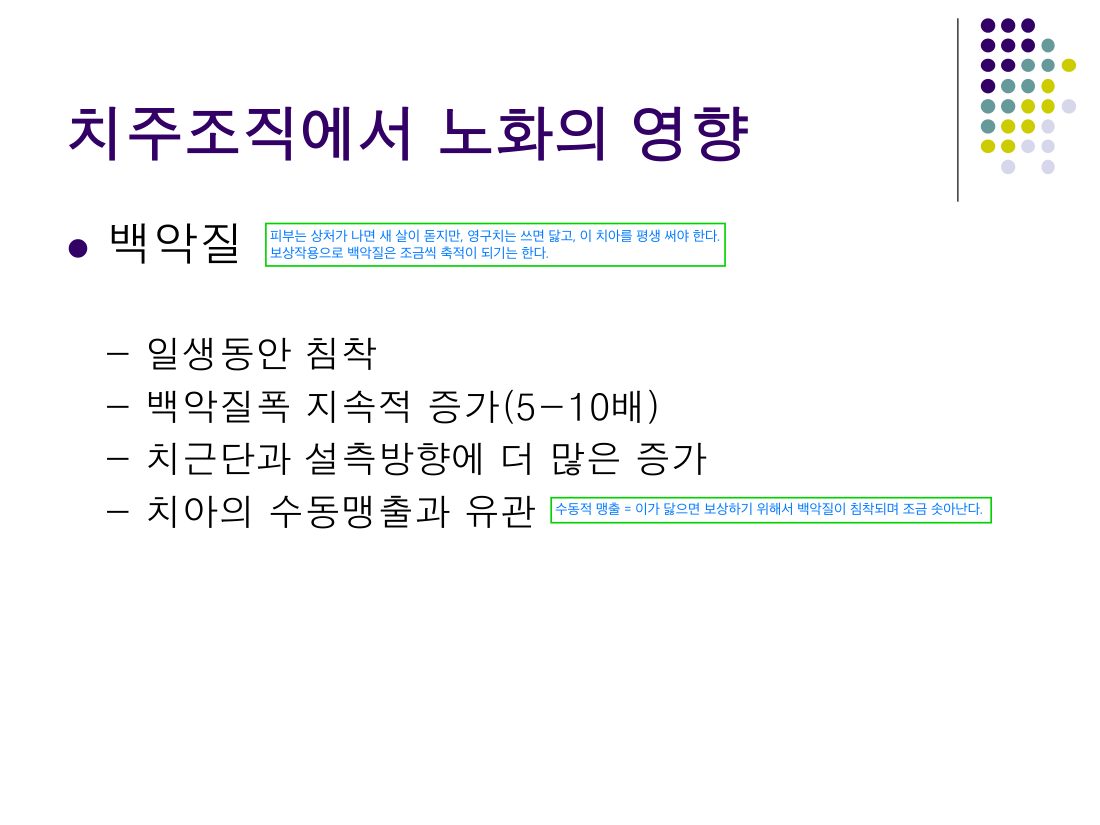 치주조직에서 노화의 영향
● 백악질
피부는 상처가 나면 새 살이 돋지만, 영구치는 쓰면 닳고, 이 치아를 평생 써야 한다.
보상작용으로 백악질은 조금씩 축적이 되기는 한다.
– 일생동안 침착
– 백악질폭 지속적 증가(5–10배)
– 치근단과 설측방향에 더 많은 증가
– 치아의 수동맹출과 유관
수동적 맹출 = 이가 닳으면 보상하기 위해서 백악질이 침착되며 조금 솟아난다.